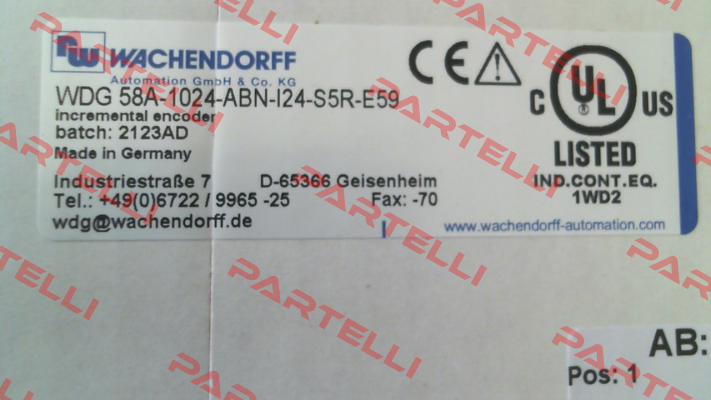 WACHENDORFF
Automation GmbH & Co. KG
WDG 58A-1024-ABN-I24-S5R-E59
incremental encoder
batch: 2123AD
Made in Germany
Industriestraße 7 D-65366 Geisenheim
Tel.: +49(0)6722 / 9965 -25 Fax: -70
wdg@wachendorff.de
CE
C UL US
LISTED
IND.CONT.EQ.
1WD2
www.wachendorff-automation.com
AB:
Pos: 1
PARTELLI
PARTELLI
PARTELLI
PARTELLI
PARTELLI
PARTELLI